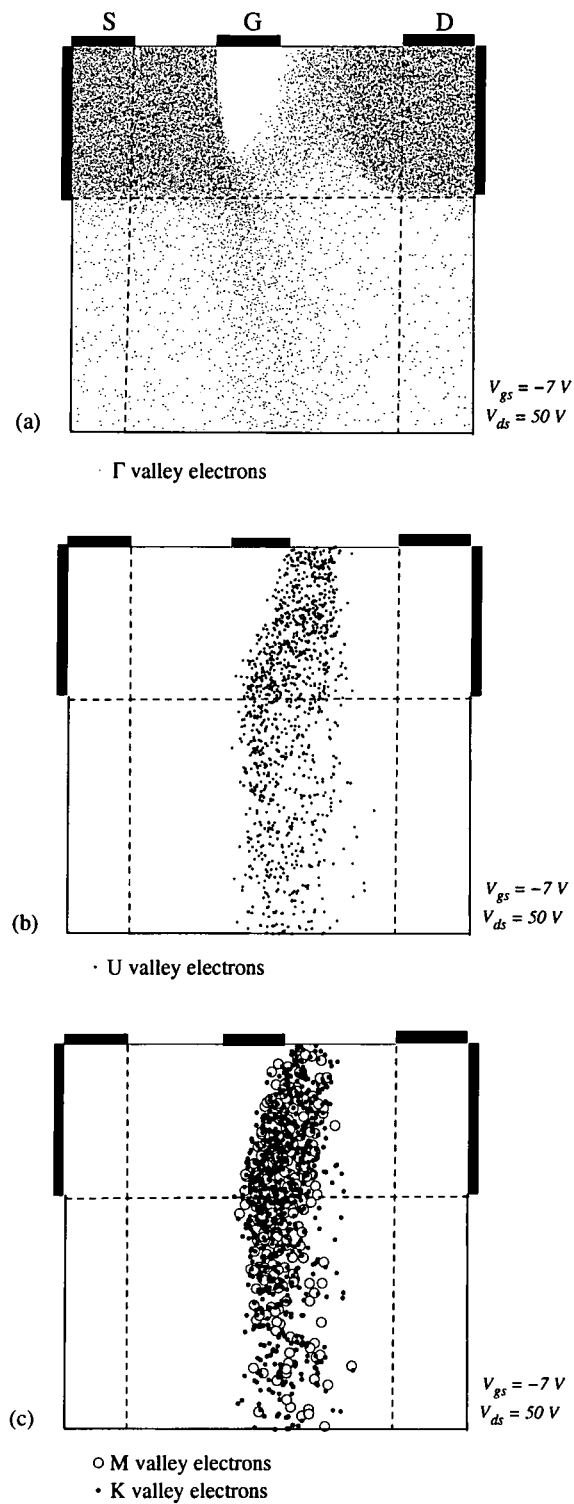 S G D
V_gs = −7 V
V_ds = 50 V
(a)
· Γ valley electrons
V_gs = −7 V
V_ds = 50 V
(b)
· U valley electrons
V_gs = −7 V
V_ds = 50 V
(c)
○ M valley electrons
• K valley electrons